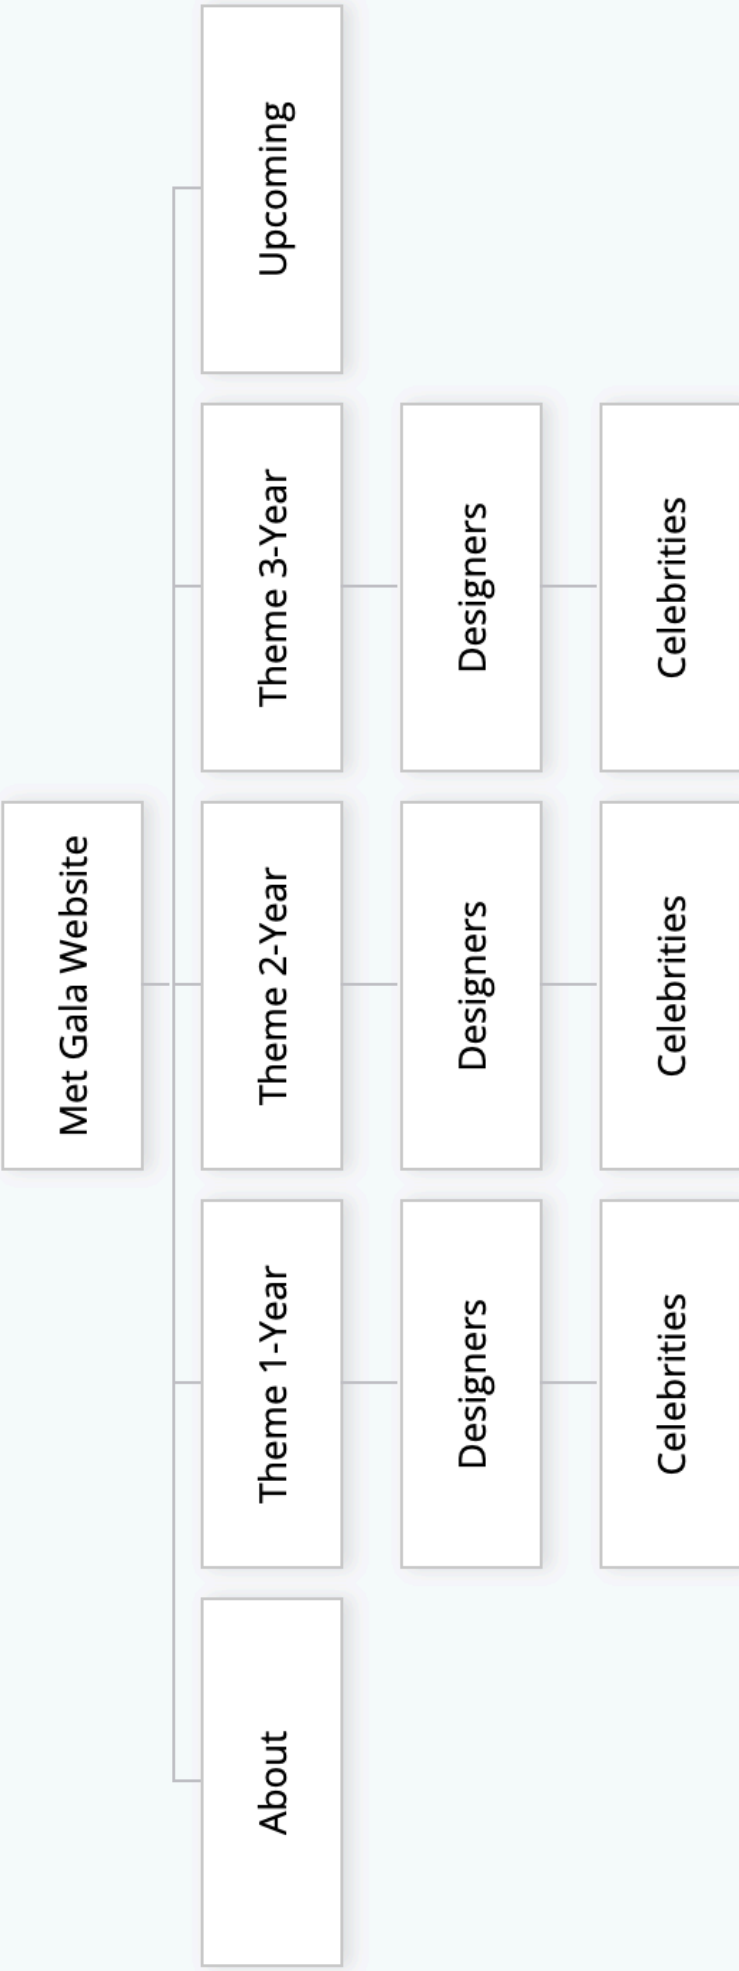 Met Gala Website
About
Theme 1-Year
Theme 2-Year
Theme 3-Year
Upcoming
Designers
Designers
Designers
Celebrities
Celebrities
Celebrities